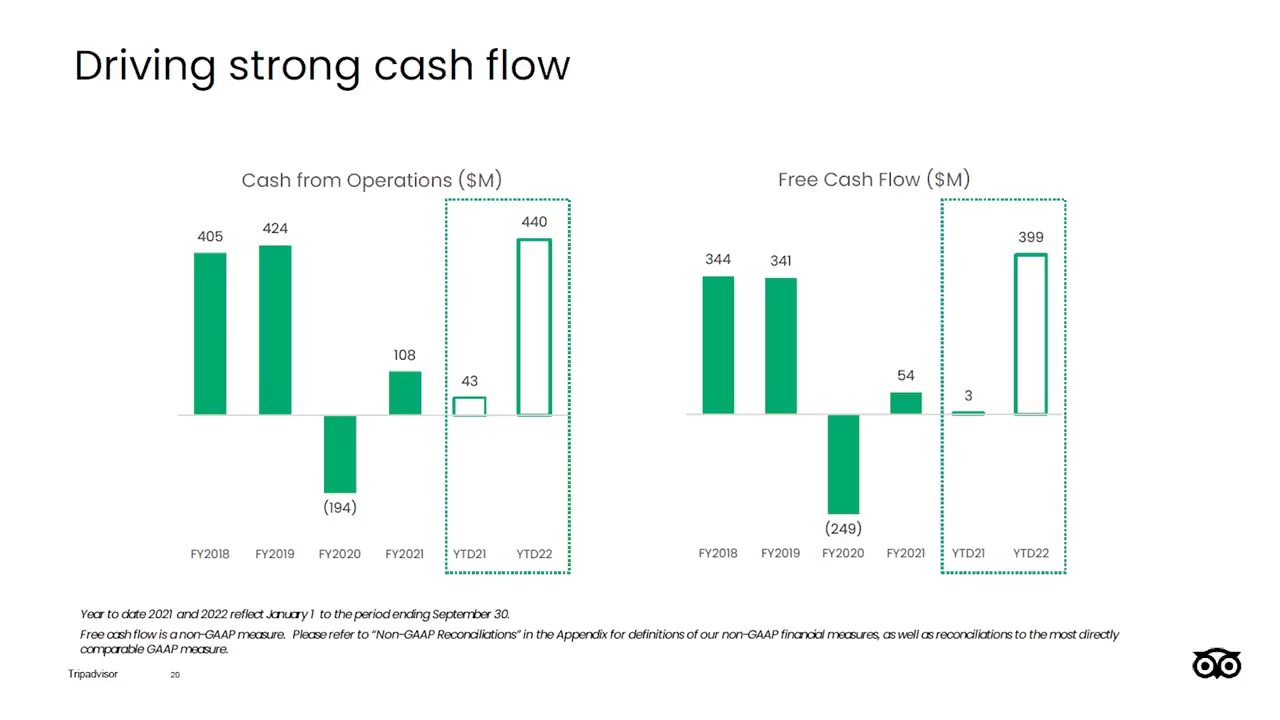 Driving strong cash flow
Cash from Operations ($M)
405
424
(194)
108
43
440
FY2018 FY2019 FY2020 FY2021 YTD21 YTD22
Free Cash Flow ($M)
344
341
(249)
54
3
399
FY2018 FY2019 FY2020 FY2021 YTD21 YTD22
Year to date 2021 and 2022 reflect January 1 to the period ending September 30.
Free cash flow is a non-GAAP measure. Please refer to “Non-GAAP Reconciliations” in the Appendix for definitions of our non-GAAP financial measures, as well as reconciliations to the most directly
comparable GAAP measure.
Tripadvisor 20